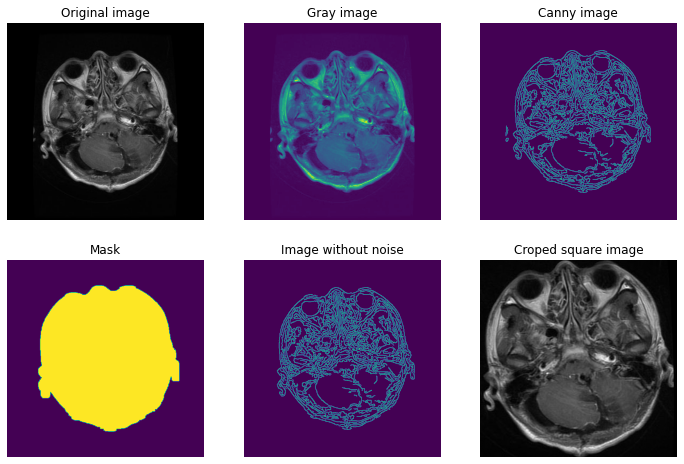 Original image
Gray image
Canny image
Mask
Image without noise
Croped square image